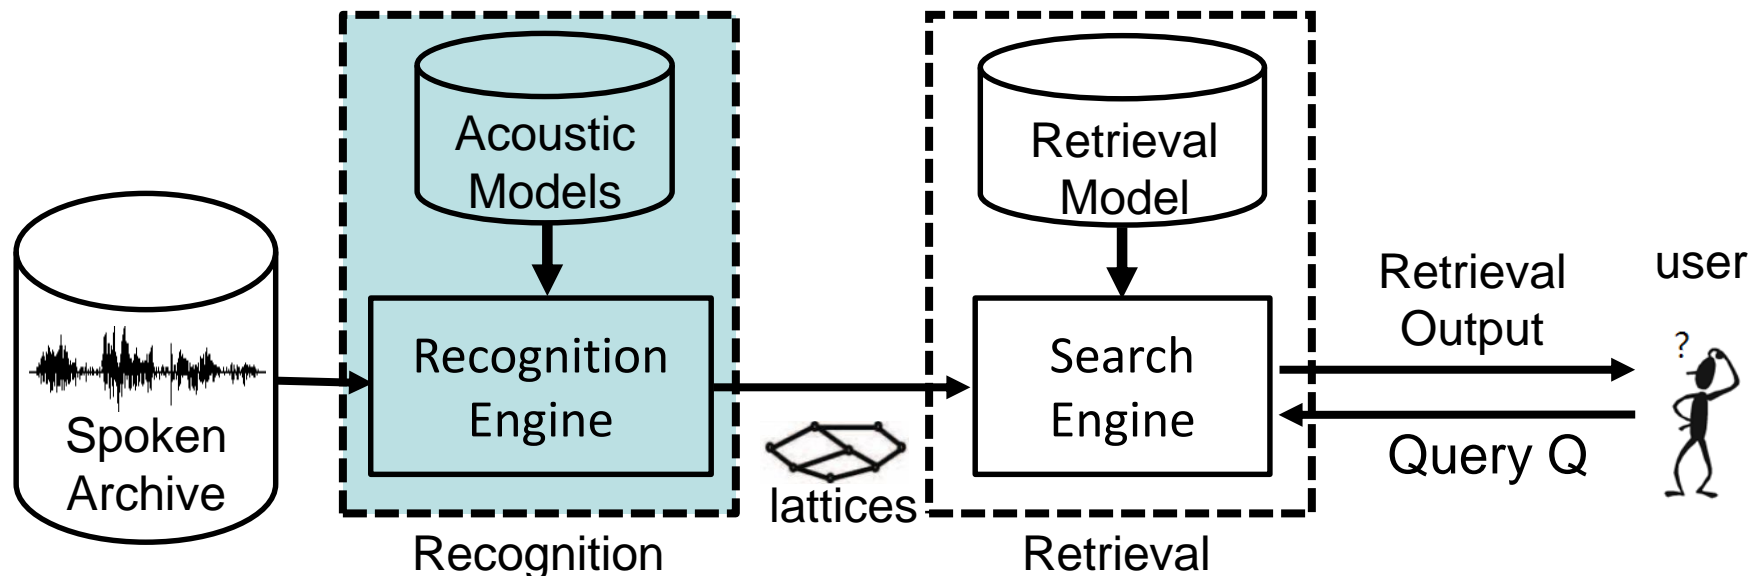 Acoustic
Models
Retrieval
Model
Spoken
Archive
Recognition
Engine
lattices
Search
Engine
Retrieval
Output
Query Q
user
?
Recognition
Retrieval